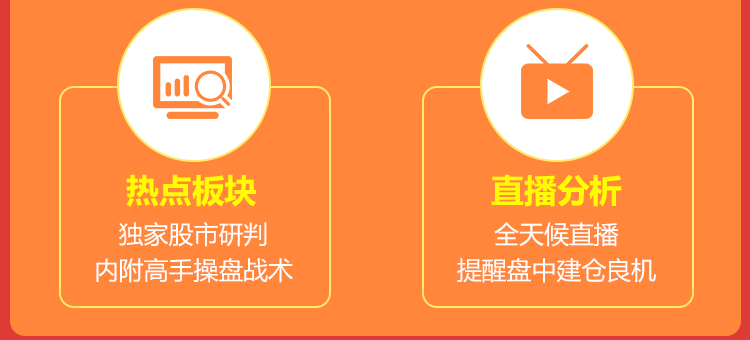 热点板块
独家股市研判
内附高手操盘战术
直播分析
全天候直播
提醒盘中建仓良机